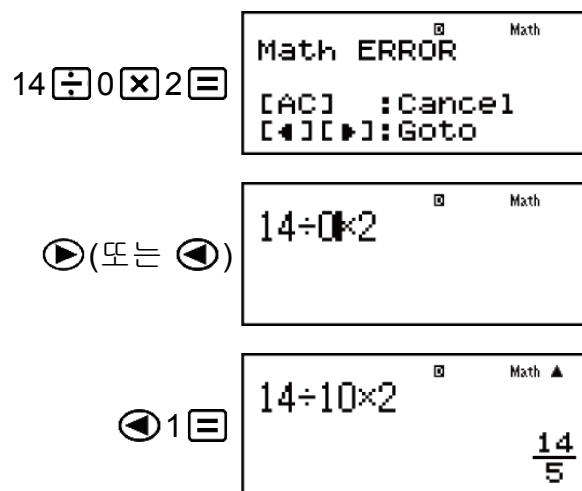 D Math
Math ERROR
14÷0×2=
[AC] :Cancel
[◀][▶]:Goto
D Math
14÷0×2
▶(또는 ◀)
D Math ▲
14÷10×2
◀1=
14
5